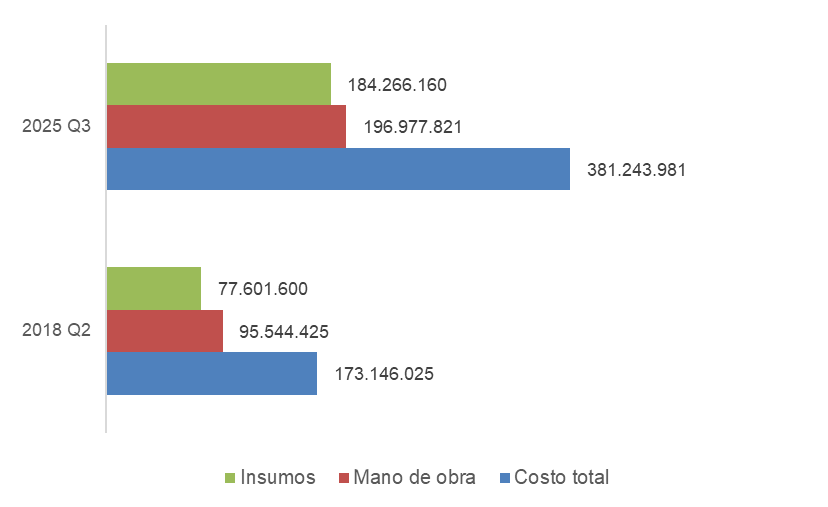 184.266.160
2025 Q3
196.977.821
381.243.981
77.601.600
2018 Q2
95.544.425
173.146.025
Insumos
Mano de obra
Costo total